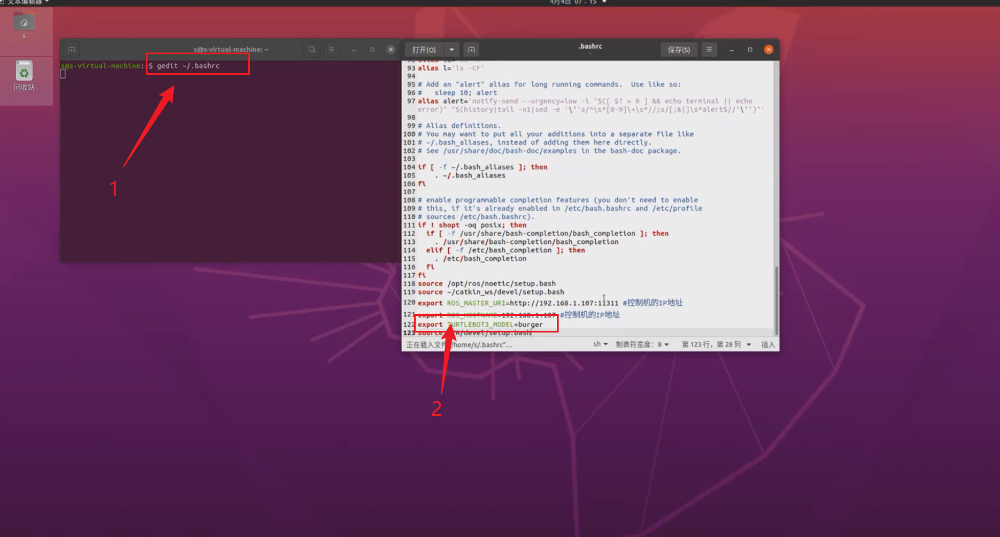 文本编辑器
4月4日 07：15
s
回收站
s@s-virtual-machine: ~
s@s-virtual-machine:~$ gedit ~/.bashrc
1
打开(O)
.bashrc
~
保存(S)
93 alias l='ls -CF'
94
95 # Add an "alert" alias for long running commands.  Use like so:
96 #   sleep 10; alert
97 alias alert='notify-send --urgency=low -i "$([ $? = 0 ] && echo terminal || echo
error)" "$(history|tail -n1|sed -e '\''s/^\s*[0-9]\+\s*//;s/[;&|]\s*alert$//'\'')"'
98
99 # Alias definitions.
100 # You may want to put all your additions into a separate file like
101 # ~/.bash_aliases, instead of adding them here directly.
102 # See /usr/share/doc/bash-doc/examples in the bash-doc package.
103
104 if [ -f ~/.bash_aliases ]; then
105     . ~/.bash_aliases
106 fi
107
108 # enable programmable completion features (you don't need to enable
109 # this, if it's already enabled in /etc/bash.bashrc and /etc/profile
110 # sources /etc/bash.bashrc).
111 if ! shopt -oq posix; then
112   if [ -f /usr/share/bash-completion/bash_completion ]; then
113     . /usr/share/bash-completion/bash_completion
114   elif [ -f /etc/bash_completion ]; then
115     . /etc/bash_completion
116   fi
117 fi
118 source /opt/ros/noetic/setup.bash
119 source ~/catkin_ws/devel/setup.bash
120 export ROS_MASTER_URI=http://192.168.1.107:11311 #控制机的IP地址
121 export ROS_HOSTNAME=192.168.1.107 #控制机的IP地址
122 export TURTLEBOT3_MODEL=burger
123 source A/devel/setup.bash
正在载入文件 /home/s/.bashrc”…
sh
制表符宽度：8
第 123 行，第 28 列
插入
2